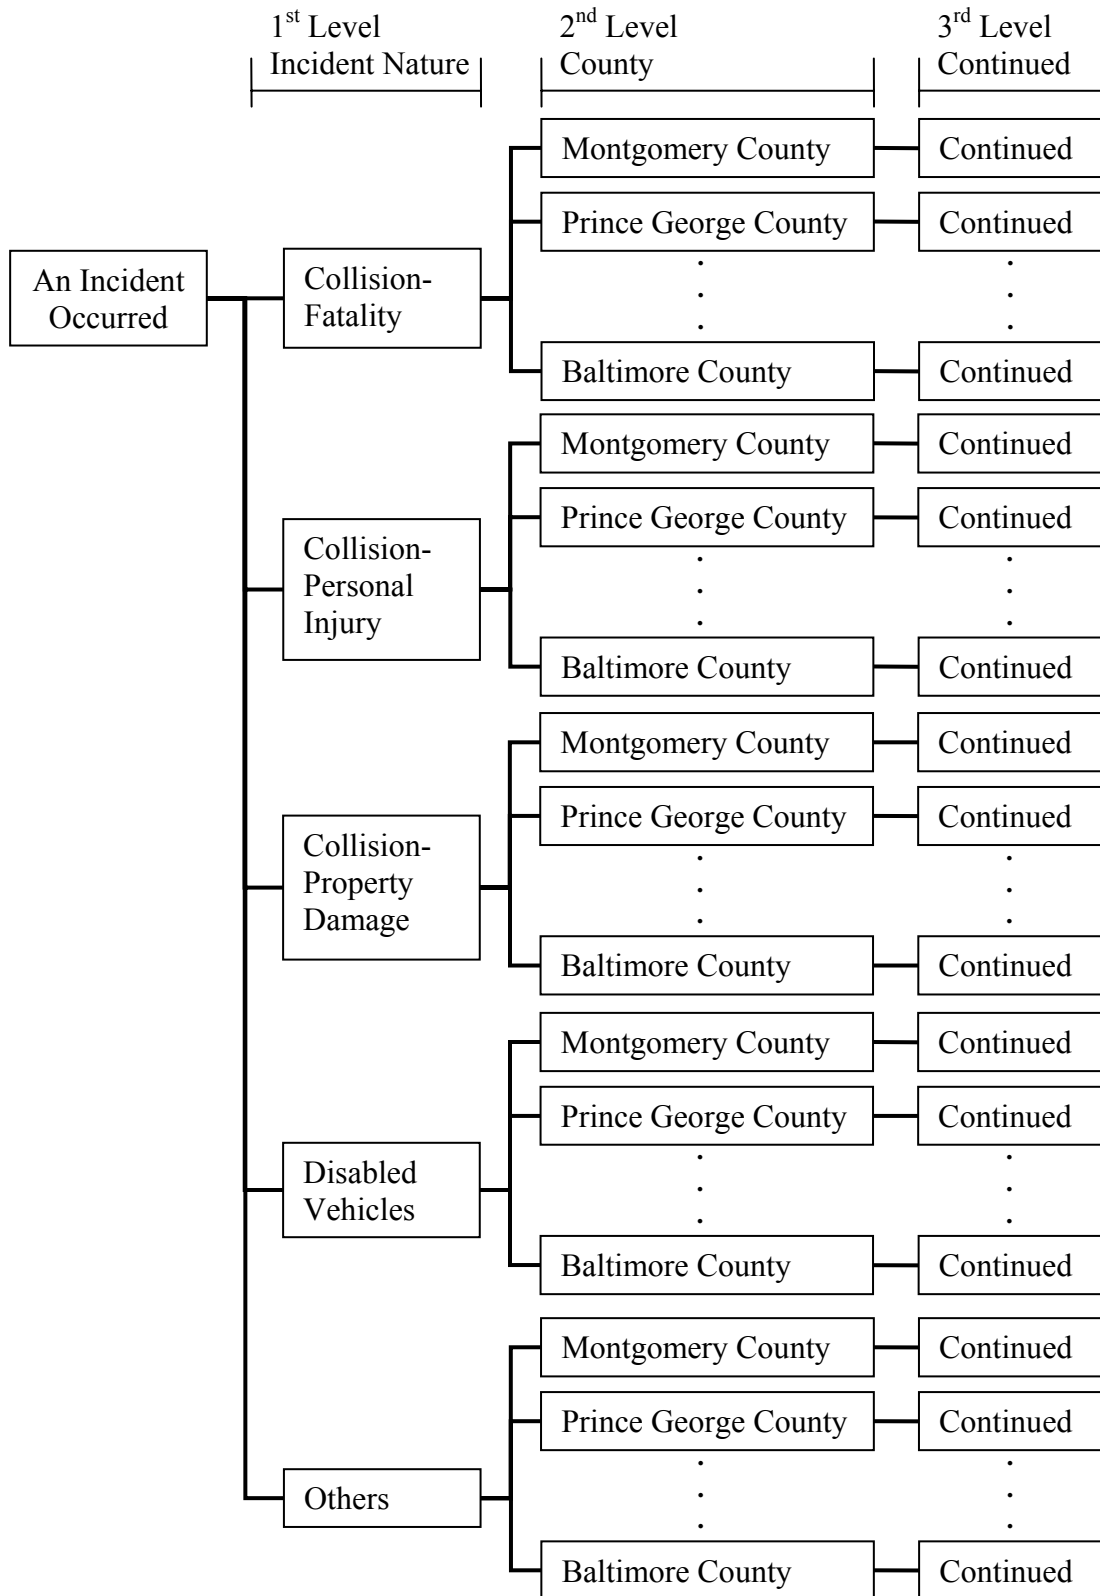 1st Level
Incident Nature
2nd Level
County
3rd Level
Continued
An Incident
Occurred
Collision-
Fatality
Montgomery County
Continued
Prince George County
Continued
Baltimore County
Continued
Collision-
Personal
Injury
Montgomery County
Continued
Prince George County
Continued
Baltimore County
Continued
Collision-
Property
Damage
Montgomery County
Continued
Prince George County
Continued
Baltimore County
Continued
Disabled
Vehicles
Montgomery County
Continued
Prince George County
Continued
Baltimore County
Continued
Others
Montgomery County
Continued
Prince George County
Continued
Baltimore County
Continued